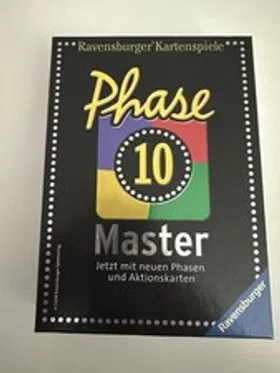 Ravensburger® Kartenspiele
Phase
10
Master
Jetzt mit neuen Phasen
und Aktionskarten
Ravensburger